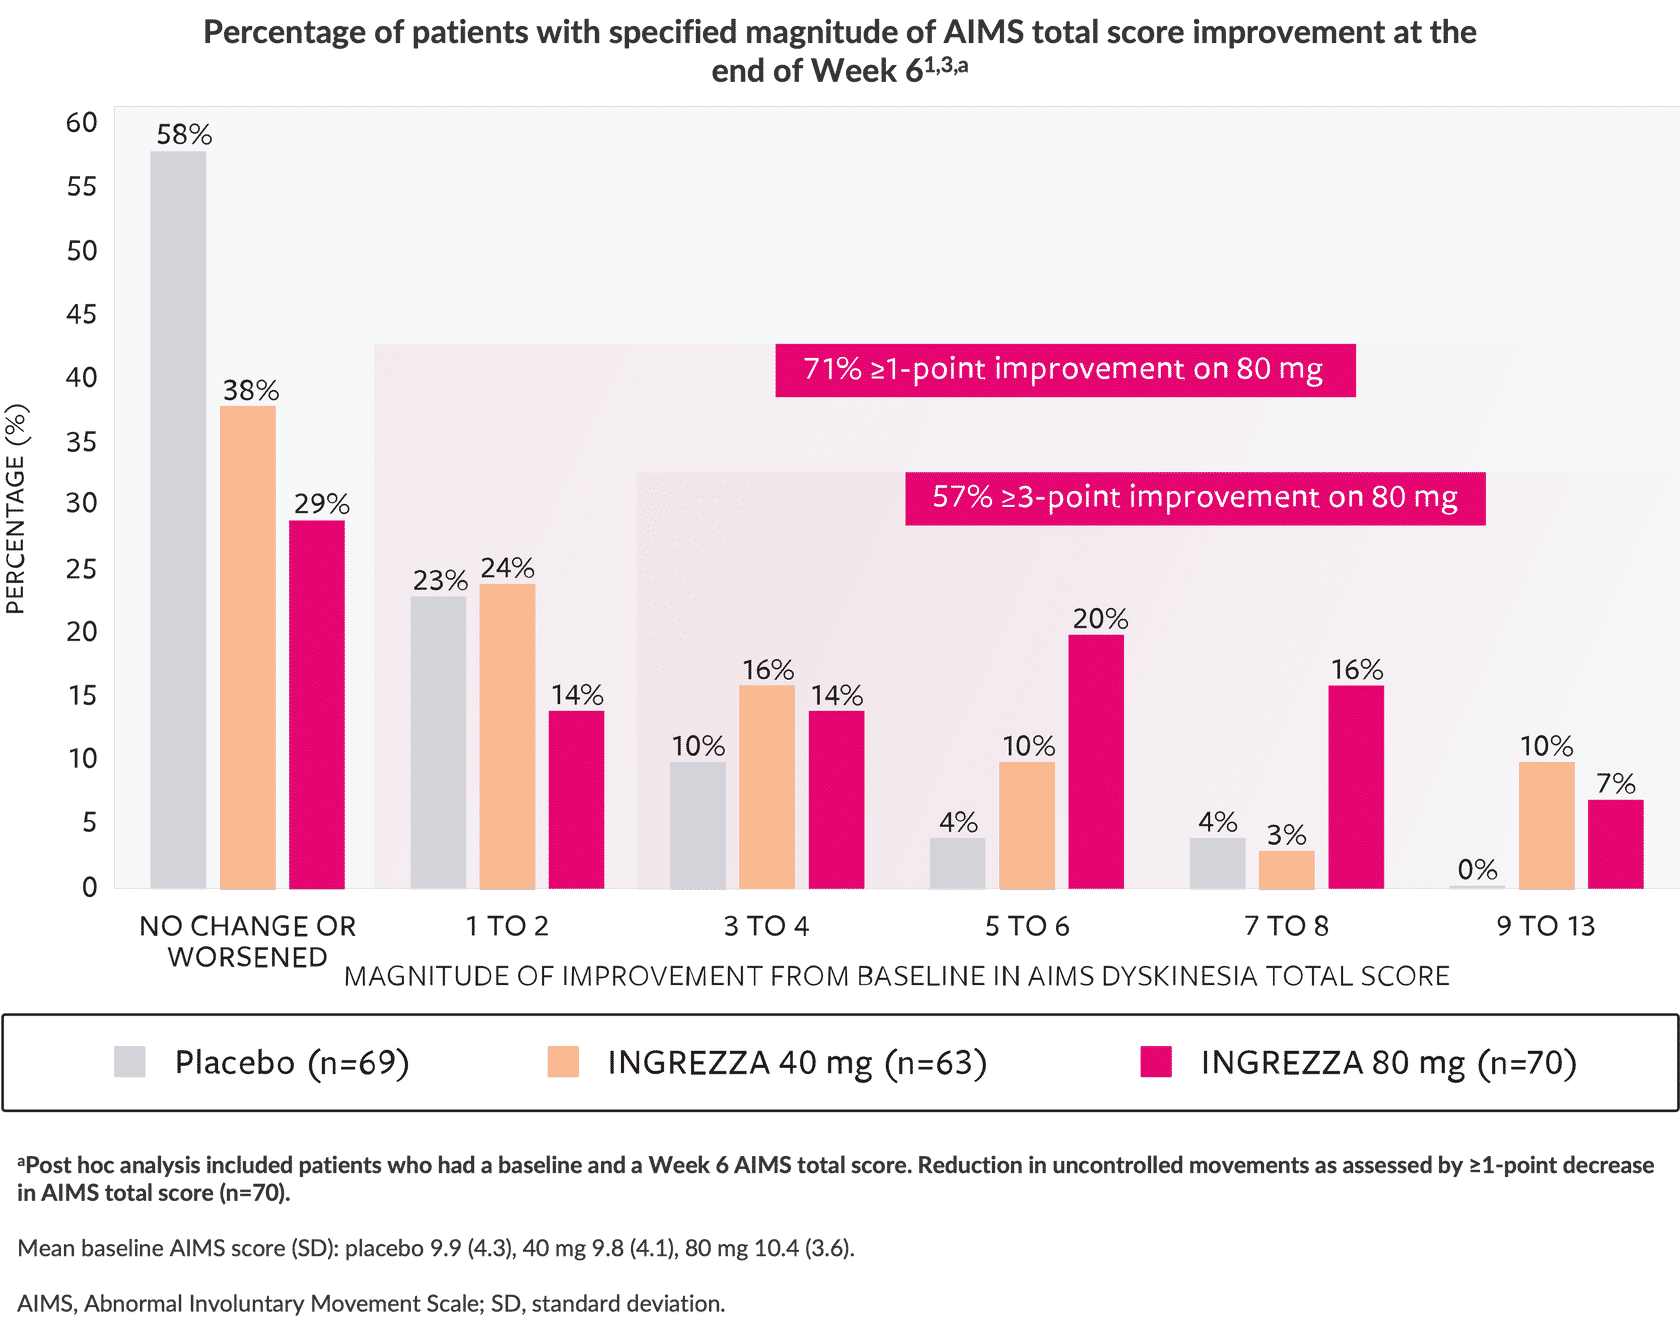 Percentage of patients with specified magnitude of AIMS total score improvement at the
end of Week 6¹,³,ᵃ
60
55
50
45
40
35
30
25
20
15
10
5
0
PERCENTAGE (%)
58%
38%
29%
23%
24%
14%
10%
16%
14%
4%
10%
20%
4%
3%
16%
0%
10%
7%
71% ≥1-point improvement on 80 mg
57% ≥3-point improvement on 80 mg
NO CHANGE OR
WORSENED
1 TO 2
3 TO 4
5 TO 6
7 TO 8
9 TO 13
MAGNITUDE OF IMPROVEMENT FROM BASELINE IN AIMS DYSKINESIA TOTAL SCORE
Placebo (n=69)
INGREZZA 40 mg (n=63)
INGREZZA 80 mg (n=70)
ᵃPost hoc analysis included patients who had a baseline and a Week 6 AIMS total score. Reduction in uncontrolled movements as assessed by ≥1-point decrease
in AIMS total score (n=70).
Mean baseline AIMS score (SD): placebo 9.9 (4.3), 40 mg 9.8 (4.1), 80 mg 10.4 (3.6).
AIMS, Abnormal Involuntary Movement Scale; SD, standard deviation.